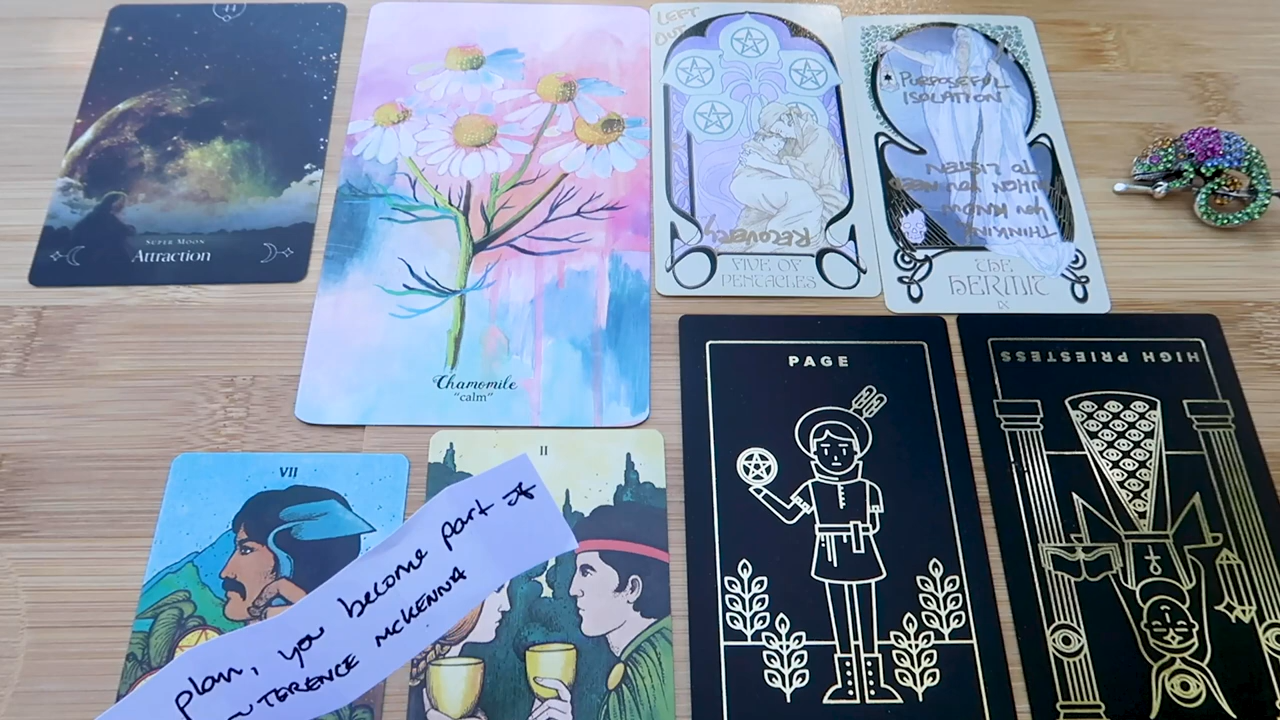 SUPER MOON
Attraction
Chamomile
"calm"
LEFT
OUT
RECOVERY
FIVE OF
PENTACLES
PURPOSEFUL
ISOLATION
THINKING
YOU KNOW
WHEN YOU NEED
TO LISTEN
THE
HERMIT
IX
PAGE
HIGH PRIESTESS
VII
II
plan, you become part of
TERENCE MCKENNA